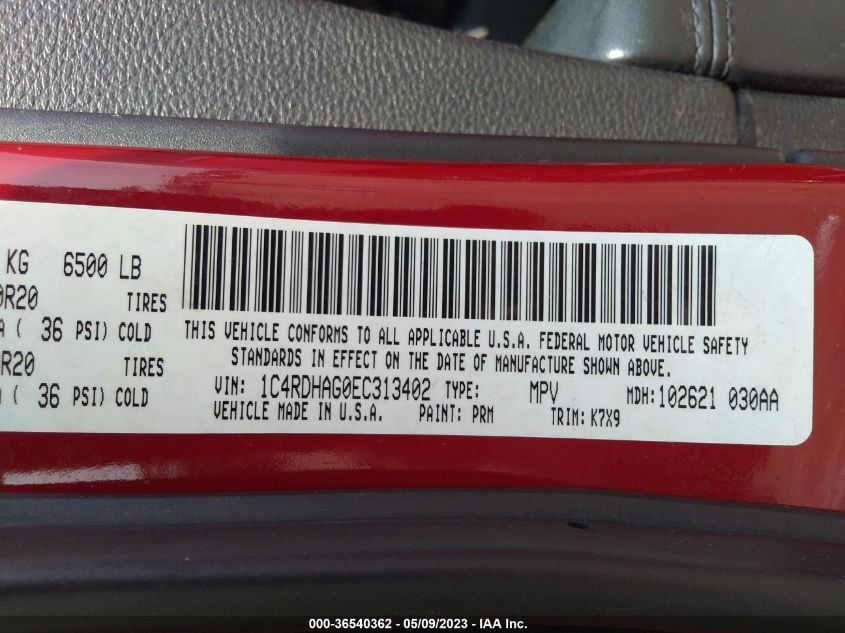 KG 6500 LB
R20 TIRES
( 36 PSI) COLD
R20 TIRES
( 36 PSI) COLD
THIS VEHICLE CONFORMS TO ALL APPLICABLE U.S.A. FEDERAL MOTOR VEHICLE SAFETY
STANDARDS IN EFFECT ON THE DATE OF MANUFACTURE SHOWN ABOVE.
VIN: 1C4RDHAG0EC313402 TYPE: MPV MDH: 102621 030AA
VEHICLE MADE IN U.S.A. PAINT: PRM TRIM: K7X9
000-36540362 - 05/09/2023 - IAA Inc.